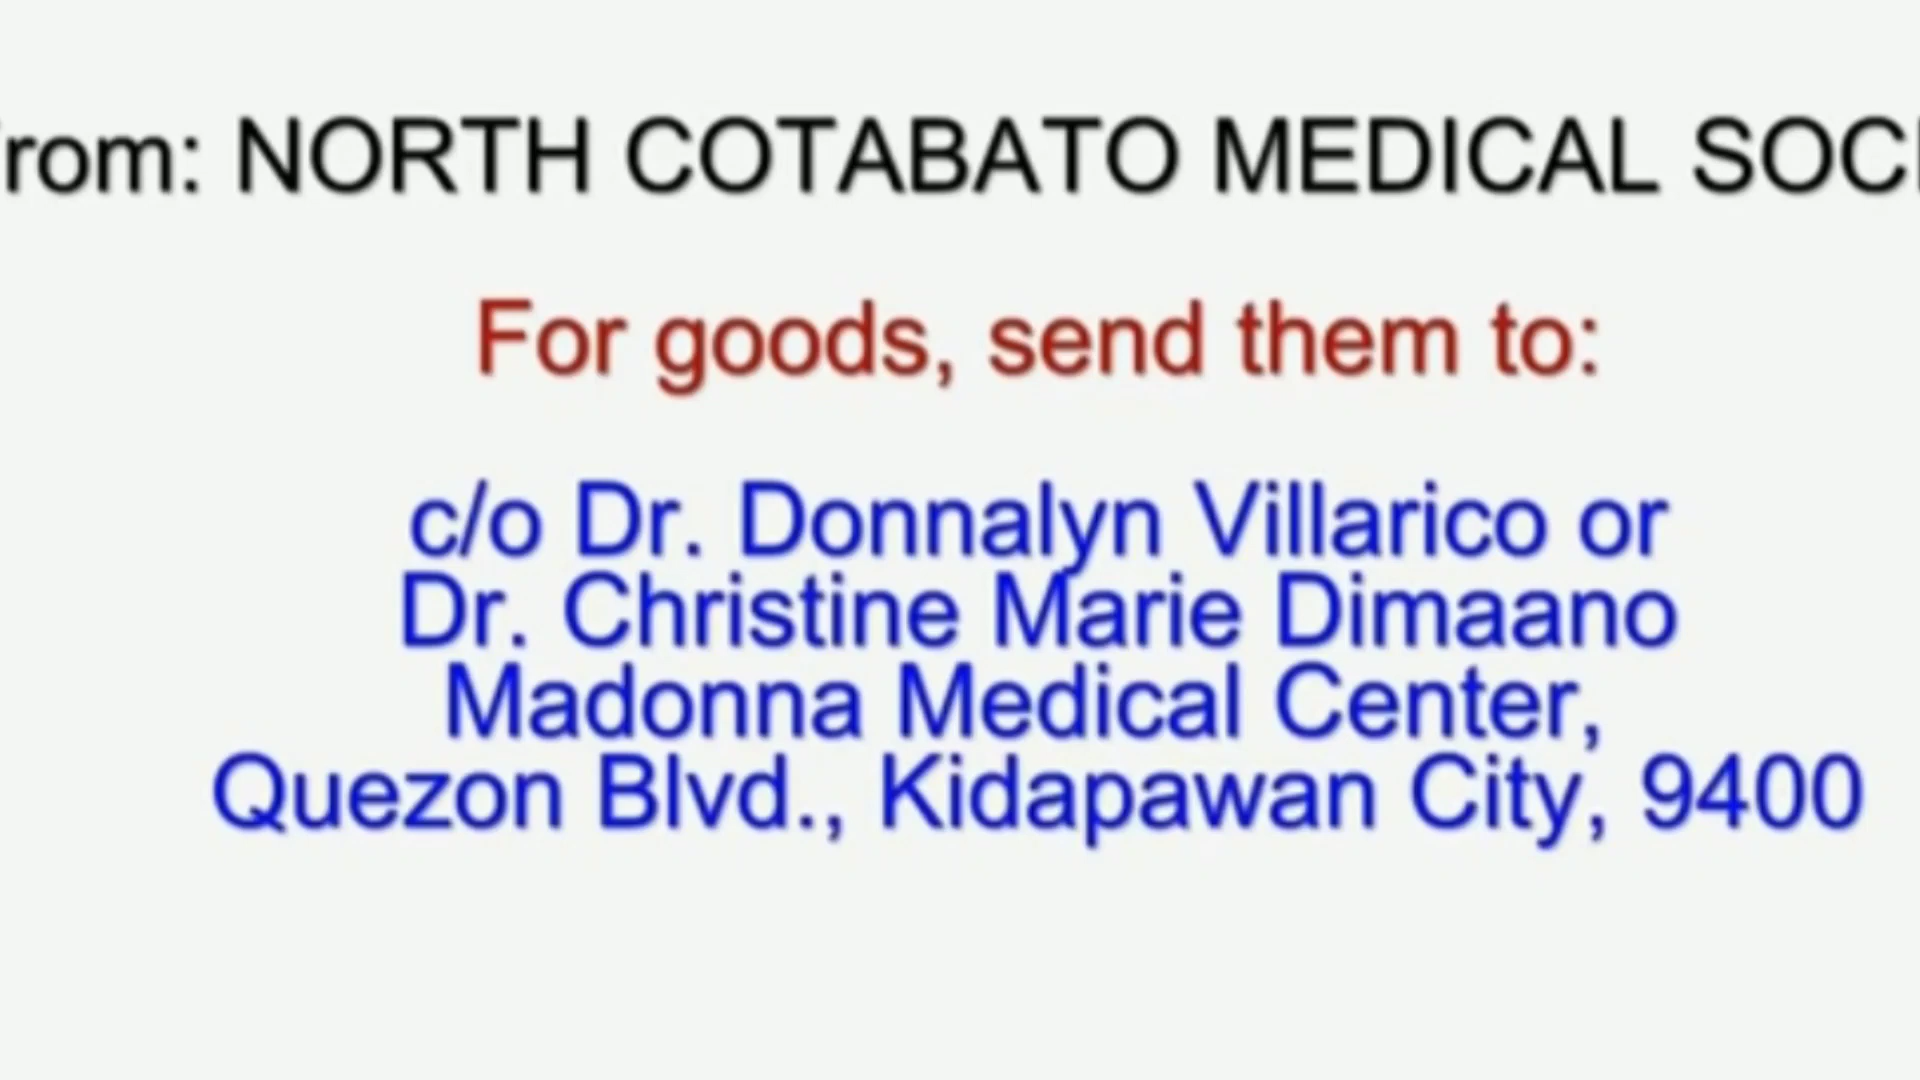 rom: NORTH COTABATO MEDICAL SOC
For goods, send them to:
c/o Dr. Donnalyn Villarico or
Dr. Christine Marie Dimaano
Madonna Medical Center,
Quezon Blvd., Kidapawan City, 9400